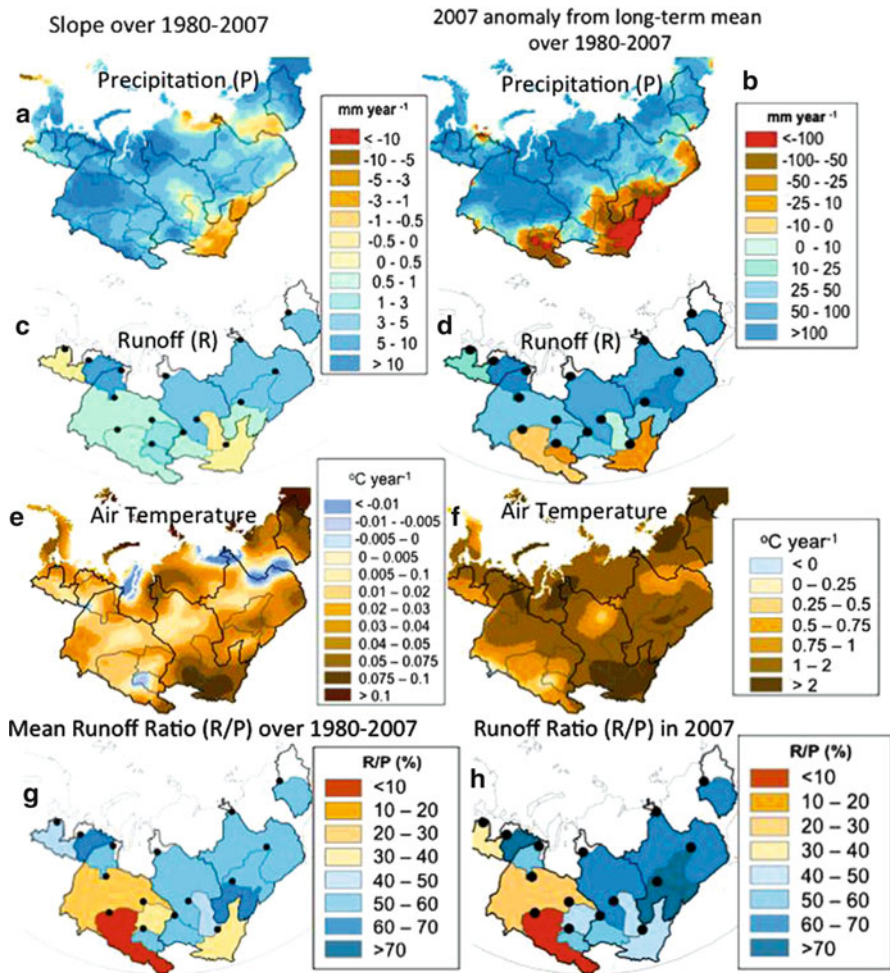 Slope over 1980-2007
2007 anomaly from long-term mean
over 1980-2007
Precipitation (P)
Precipitation (P)
a
b
mm year -1
< -10
-10 - -5
-5 - -3
-3 - -1
-1 - -0.5
-0.5 - 0
0 - 0.5
0.5 - 1
1 - 3
3 - 5
5 - 10
> 10
mm year -1
<-100
-100--50
-50 --25
-25 - 10
-10 - 0
0 - 10
10 - 25
25 - 50
50 - 100
>100
c
Runoff (R)
d
Runoff (R)
e
Air Temperature
oC year-1
< -0.01
-0.01 - -0.005
-0.005 - 0
0 – 0.005
0.005 – 0.1
0.01 – 0.02
0.02 – 0.03
0.03 – 0.04
0.04 – 0.05
0.05 – 0.075
0.075 – 0.1
> 0.1
f
Air Temperature
oC year-1
< 0
0 – 0.25
0.25 – 0.5
0.5 – 0.75
0.75 – 1
1 – 2
> 2
Mean Runoff Ratio (R/P) over 1980-2007
Runoff Ratio (R/P) in 2007
g
R/P (%)
<10
10 – 20
20 – 30
30 – 40
40 – 50
50 – 60
60 – 70
>70
h
R/P (%)
<10
10 – 20
20 – 30
30 – 40
40 – 50
50 – 60
60 – 70
>70